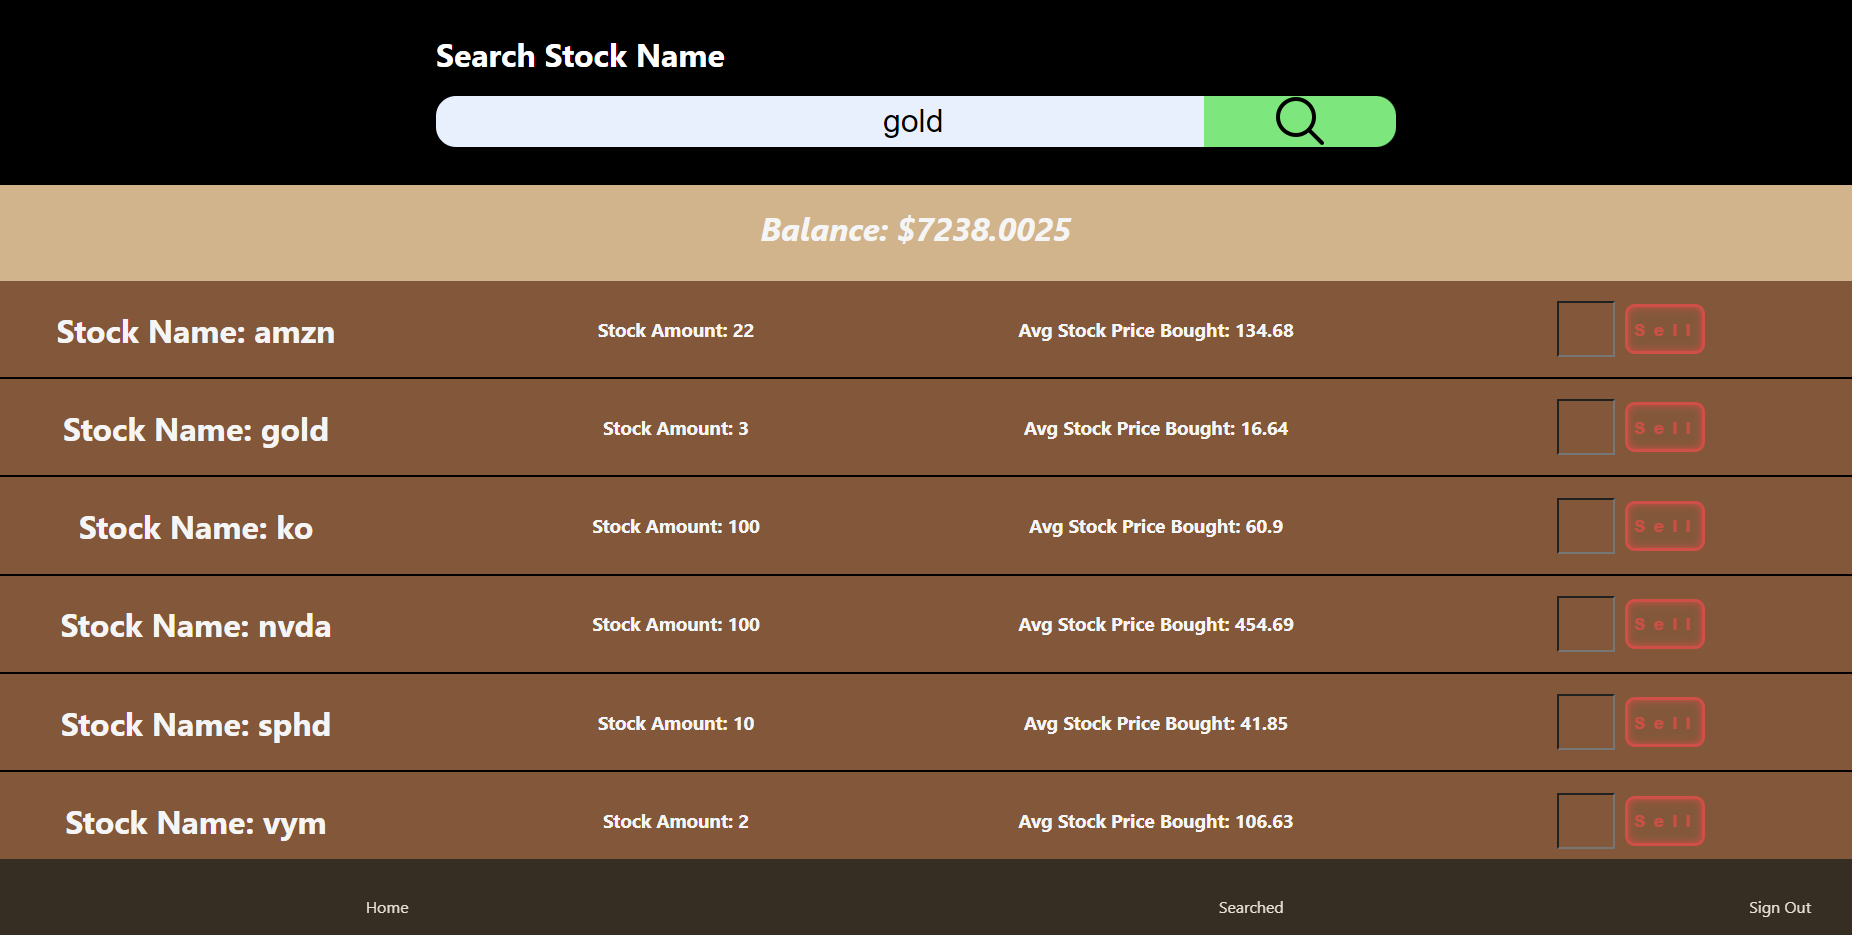 Search Stock Name
gold
Balance: $7238.0025
Stock Name: amzn Stock Amount: 22 Avg Stock Price Bought: 134.68 Sell
Stock Name: gold Stock Amount: 3 Avg Stock Price Bought: 16.64 Sell
Stock Name: ko Stock Amount: 100 Avg Stock Price Bought: 60.9 Sell
Stock Name: nvda Stock Amount: 100 Avg Stock Price Bought: 454.69 Sell
Stock Name: sphd Stock Amount: 10 Avg Stock Price Bought: 41.85 Sell
Stock Name: vym Stock Amount: 2 Avg Stock Price Bought: 106.63 Sell
Home Searched Sign Out